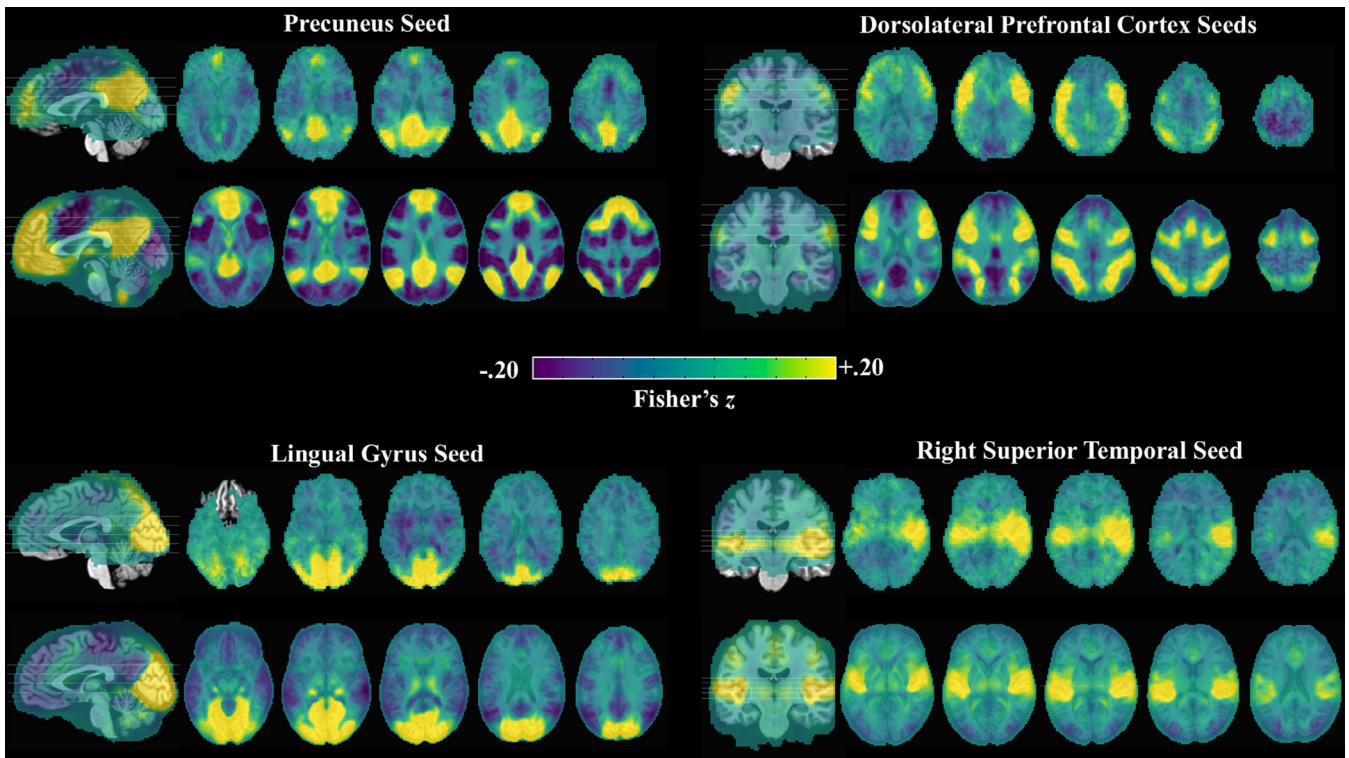 Precuneus Seed
Dorsolateral Prefrontal Cortex Seeds
-.20
+.20
Fisher's z
Lingual Gyrus Seed
Right Superior Temporal Seed